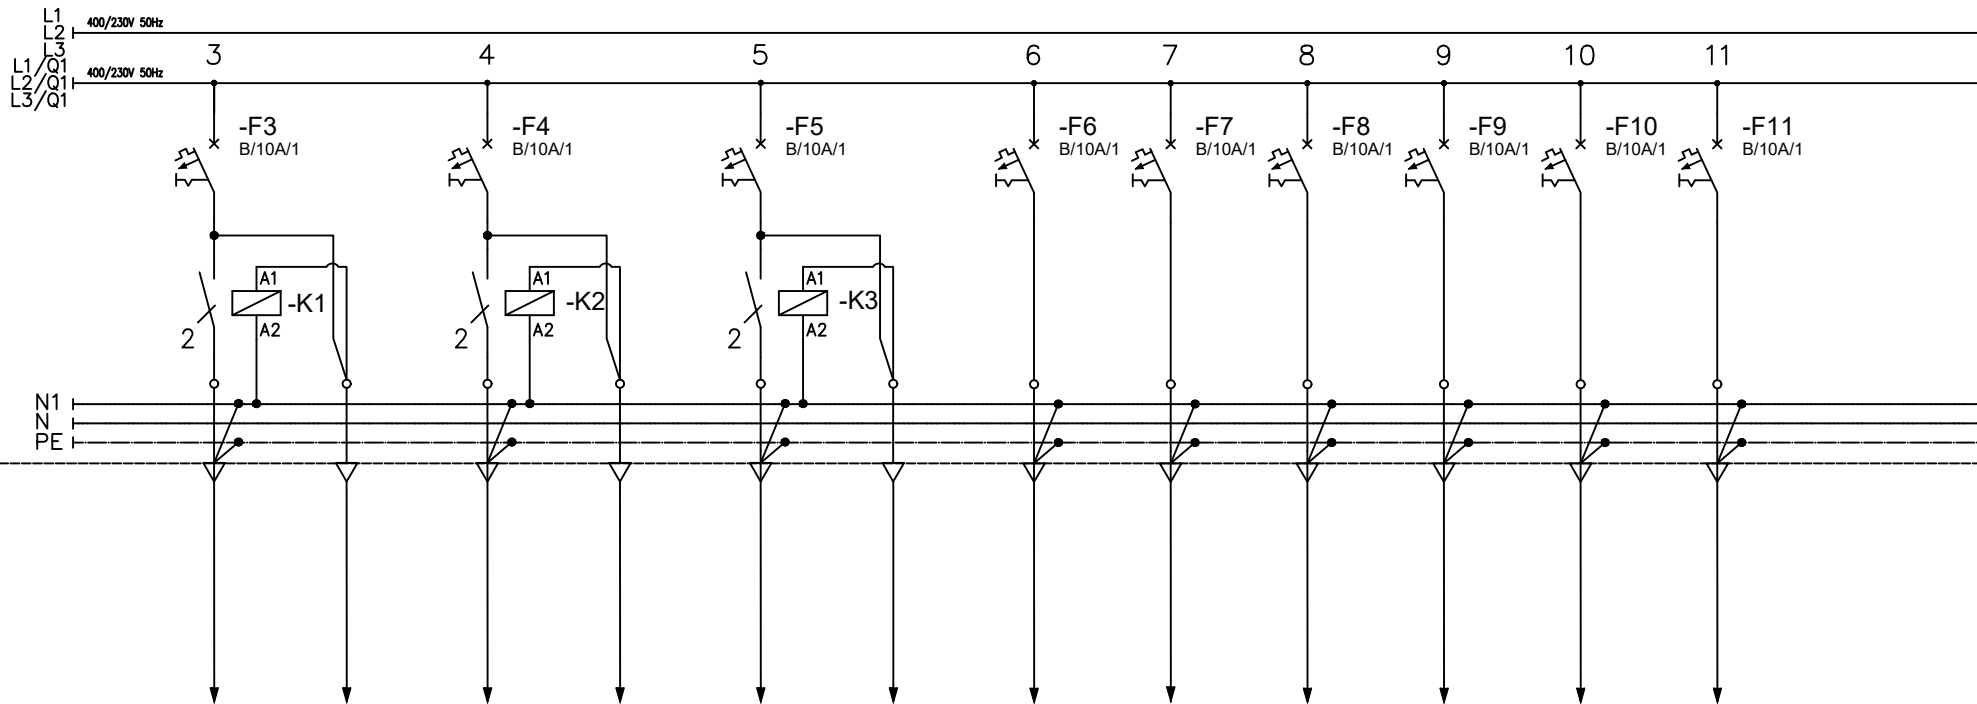 L1
L2
L3
400/230V 50Hz
L1/Q1
L2/Q1
L3/Q1
400/230V 50Hz
3 4 5 6 7 8 9 10 11
-F3 -F4 -F5 -F6 -F7 -F8 -F9 -F10 -F11
B/10A/1 B/10A/1 B/10A/1 B/10A/1 B/10A/1 B/10A/1 B/10A/1 B/10A/1 B/10A/1
A1 A1 A1
-K1 -K2 -K3
2 A2 2 A2 2 A2
N1
N
PE